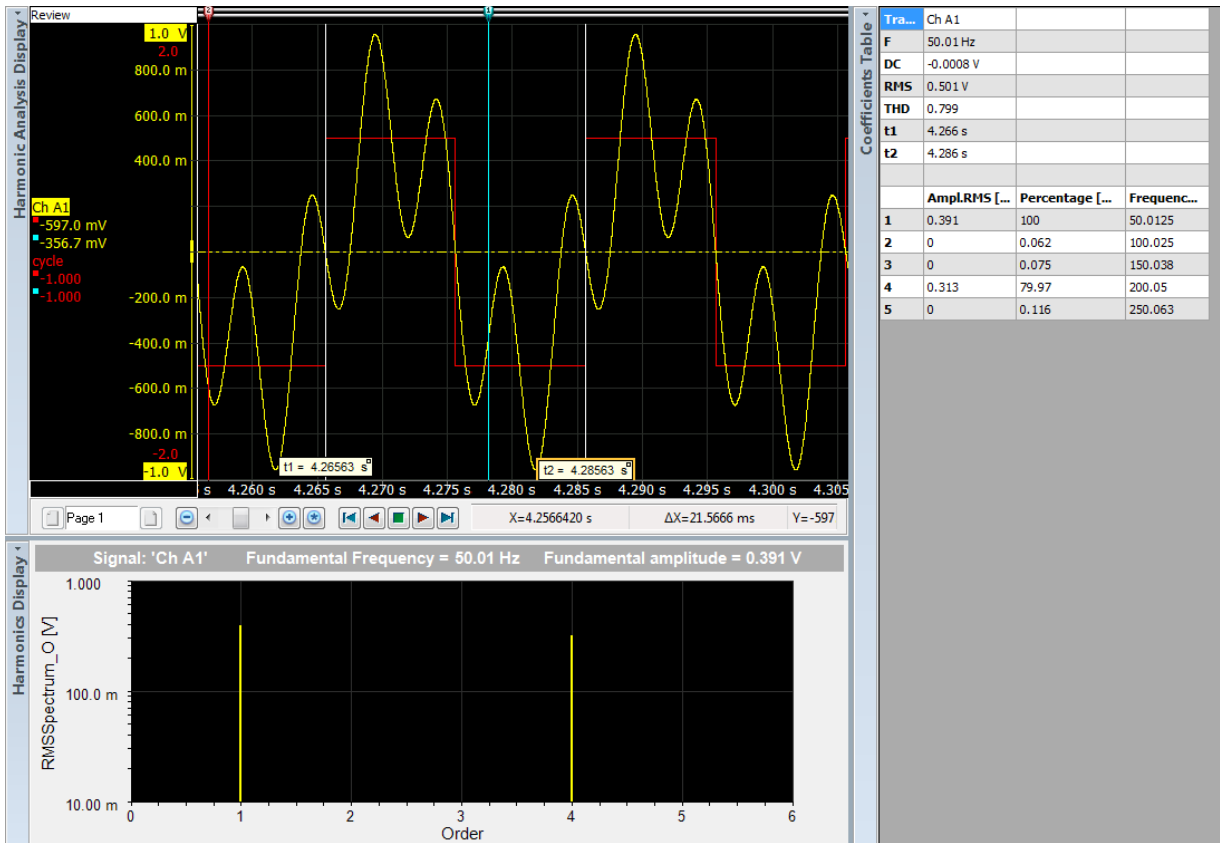 Harmonic Analysis Display
Review
2
1
1.0 V
2.0
800.0 m
600.0 m
400.0 m
Ch A1
-597.0 mV
-356.7 mV
cycle
-1.000
-1.000
-200.0 m
-400.0 m
-600.0 m
-800.0 m
-2.0
-1.0 V
t1 = 4.26563 s
t2 = 4.28563 s
s 4.260 s 4.265 s 4.270 s 4.275 s 4.280 s 4.285 s 4.290 s 4.295 s 4.300 s 4.305
Page 1
X=4.2566420 s ΔX=21.5666 ms Y=-597
Harmonics Display
Signal: 'Ch A1' Fundamental Frequency = 50.01 Hz Fundamental amplitude = 0.391 V
RMSSpectrum_O [V]
1.000
100.0 m
10.00 m
0 1 2 3 4 5 6
Order
Coefficients Table
Tra... Ch A1
F 50.01 Hz
DC -0.0008 V
RMS 0.501 V
THD 0.799
t1 4.266 s
t2 4.286 s
Ampl.RMS [... Percentage [... Frequenc...
1 0.391 100 50.0125
2 0 0.062 100.025
3 0 0.075 150.038
4 0.313 79.97 200.05
5 0 0.116 250.063